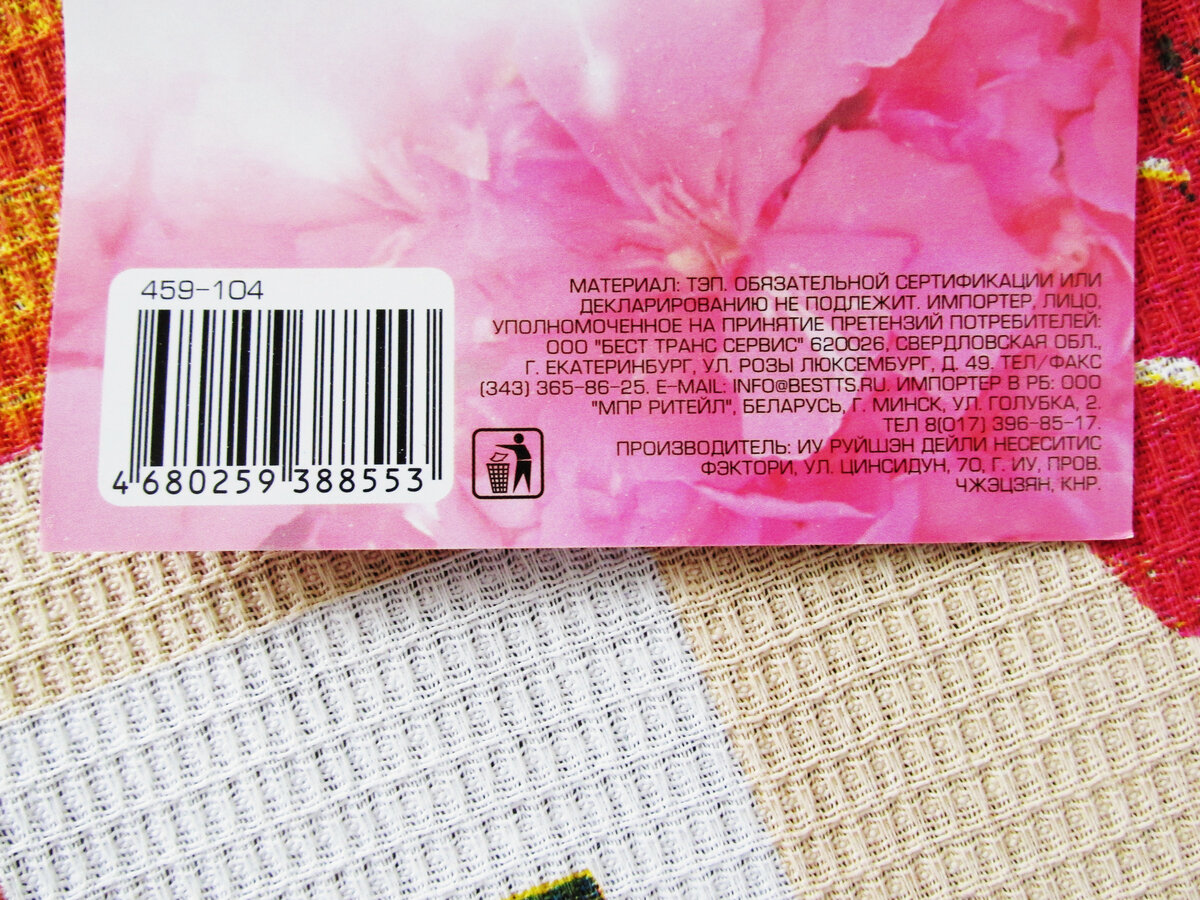 459-104
4 680259 388553
МАТЕРИАЛ: ТЭП. ОБЯЗАТЕЛЬНОЙ СЕРТИФИКАЦИИ ИЛИ
ДЕКЛАРИРОВАНИЮ НЕ ПОДЛЕЖИТ. ИМПОРТЕР, ЛИЦО,
УПОЛНОМОЧЕННОЕ НА ПРИНЯТИЕ ПРЕТЕНЗИЙ ПОТРЕБИТЕЛЕЙ:
ООО "БЕСТ ТРАНС СЕРВИС" 620026, СВЕРДЛОВСКАЯ ОБЛ.,
Г. ЕКАТЕРИНБУРГ, УЛ. РОЗЫ ЛЮКСЕМБУРГ, Д. 49. ТЕЛ/ФАКС
(343) 365-86-25. E-MAIL: INFO@BESTTS.RU. ИМПОРТЕР В РБ: ООО
"МПР РИТЕЙЛ", БЕЛАРУСЬ, Г. МИНСК, УЛ. ГОЛУБКА, 2.
ТЕЛ 8(017) 396-85-17.
ПРОИЗВОДИТЕЛЬ: ИУ РУЙШЭН ДЕЙЛИ НЕСЕСИТИС
ФЭКТОРИ, УЛ. ЦИНСИДУН, 70, Г. ИУ, ПРОВ.
ЧЖЭЦЗЯН, КНР.